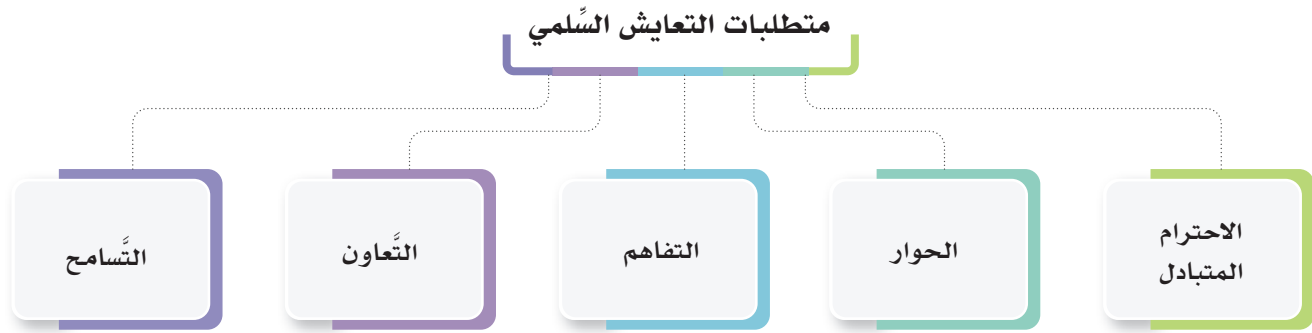 متطلبات التعايش السِّلمي
الاحترام
المتبادل
الحوار
التفاهم
التَّعاون
التَّسامح